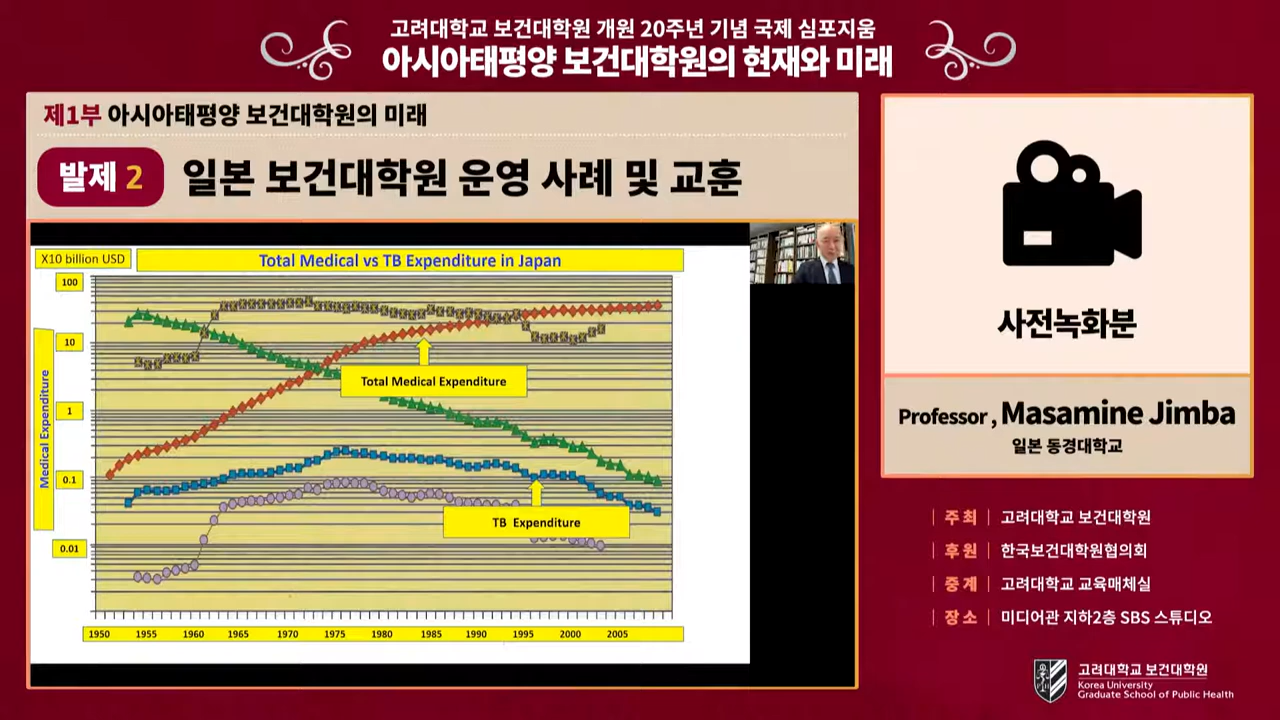 고려대학교 보건대학원 개원 20주년 기념 국제 심포지움
아시아태평양 보건대학원의 현재와 미래
제1부 아시아태평양 보건대학원의 미래
발제 2 일본 보건대학원 운영 사례 및 교훈
X10 billion USD
Total Medical vs TB Expenditure in Japan
100
10
1
0.1
0.01
Medical Expenditure
Total Medical Expenditure
TB Expenditure
1950 1955 1960 1965 1970 1975 1980 1985 1990 1995 2000 2005
사전녹화분
Professor, Masamine Jimba
일본 동경대학교
주최 고려대학교 보건대학원
후원 한국보건대학원협의회
중계 고려대학교 교육매체실
장소 미디어관 지하2층 SBS 스튜디오
고려대학교 보건대학원
Korea University
Graduate School of Public Health